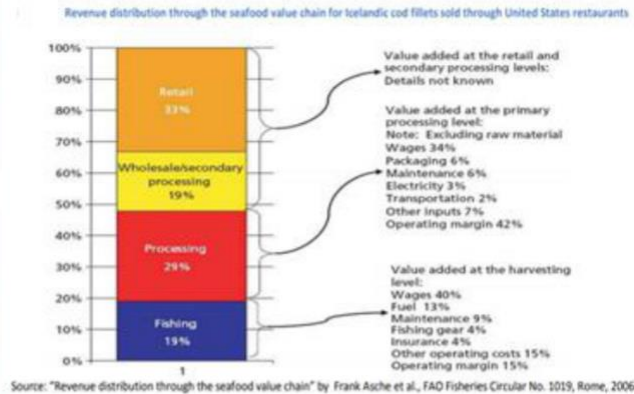 Revenue distribution through the seafood value chain for Icelandic cod fillets sold through United States restaurants
100%
90%
80%
70%
60%
50%
40%
30%
20%
10%
0%
Retail
33%
Wholesale/secondary
processing
19%
Processing
29%
Fishing
19%
1
Value added at the retail and
secondary processing levels:
Details not known
Value added at the primary
processing level:
Note: Excluding raw material
Wages 34%
Packaging 6%
Maintenance 6%
Electricity 3%
Transportation 2%
Other inputs 7%
Operating margin 42%
Value added at the harvesting
level:
Wages 40%
Fuel 13%
Maintenance 9%
Fishing gear 4%
Insurance 4%
Other operating costs 15%
Operating margin 15%
Source: "Revenue distribution through the seafood value chain" by Frank Asche et al., FAO Fisheries Circular No. 1019, Rome, 2006